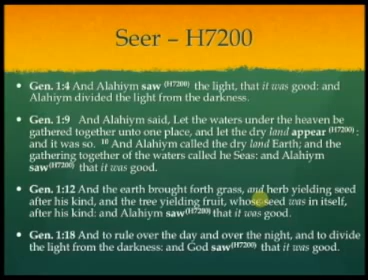 Seer – H7200
• Gen. 1:4 And Alahiym saw (H7200) the light, that it was good: and
Alahiym divided the light from the darkness.
• Gen. 1:9 And Alahiym said, Let the waters under the heaven be
gathered together unto one place, and let the dry land appear (H7200) :
and it was so. 10 And Alahiym called the dry land Earth; and the
gathering together of the waters called he Seas: and Alahiym
saw(H7200) that it was good.
• Gen. 1:12 And the earth brought forth grass, and herb yielding seed
after his kind, and the tree yielding fruit, whose seed was in itself,
after his kind: and Alahiym saw(H7200) that it was good.
• Gen. 1:18 And to rule over the day and over the night, and to divide
the light from the darkness: and God saw(H7200) that it was good.